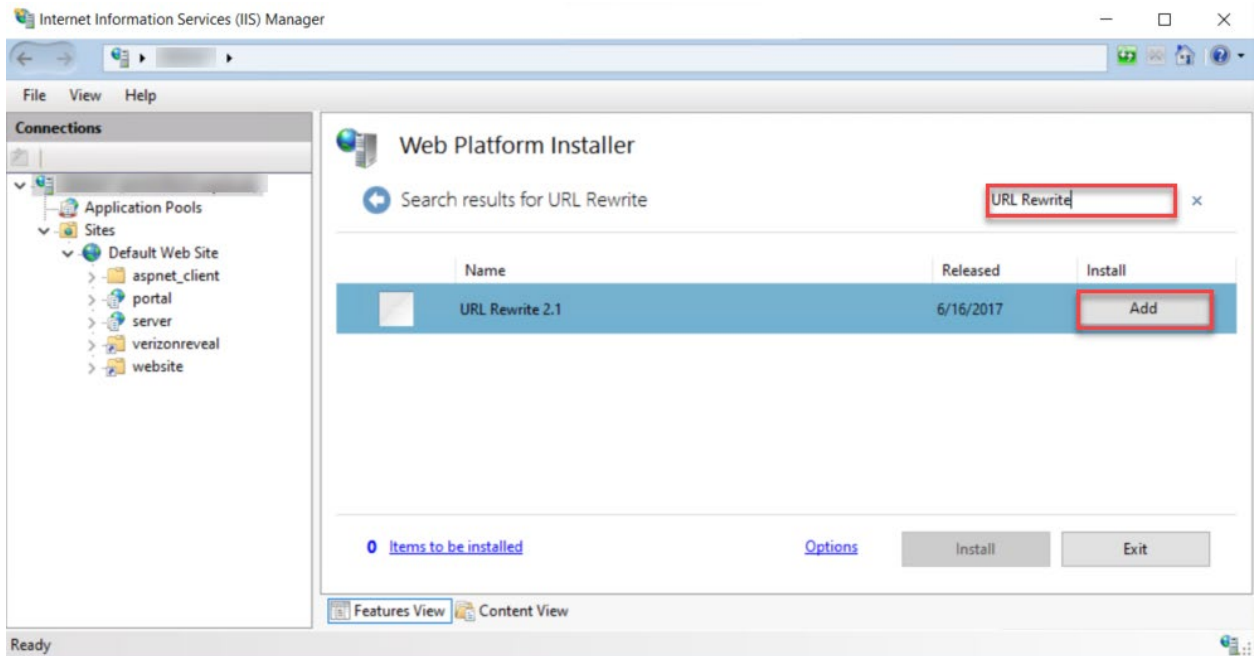 Internet Information Services (IIS) Manager
File View Help
Connections
Application Pools
Sites
Default Web Site
aspnet_client
portal
server
verizonreveal
website
Web Platform Installer
Search results for URL Rewrite
URL Rewrite
Name Released Install
URL Rewrite 2.1 6/16/2017 Add
0 Items to be installed Options Install Exit
Features View Content View
Ready